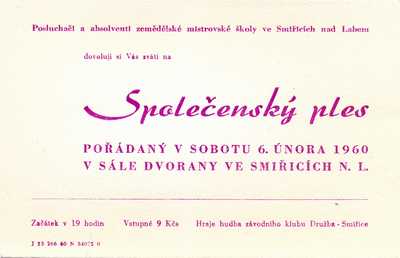 Posluchači a absolventi zemědělské mistrovské školy ve Smiřicích nad Labem
dovolují si Vás zváti na
Společenský ples
POŘÁDANÝ V SOBOTU 6. ÚNORA 1960
V SÁLE DVORANY VE SMIŘICÍCH N. L.
Začátek v 19 hodin Vstupné 9 Kčs Hraje hudba závodního klubu Družba - Smiřice